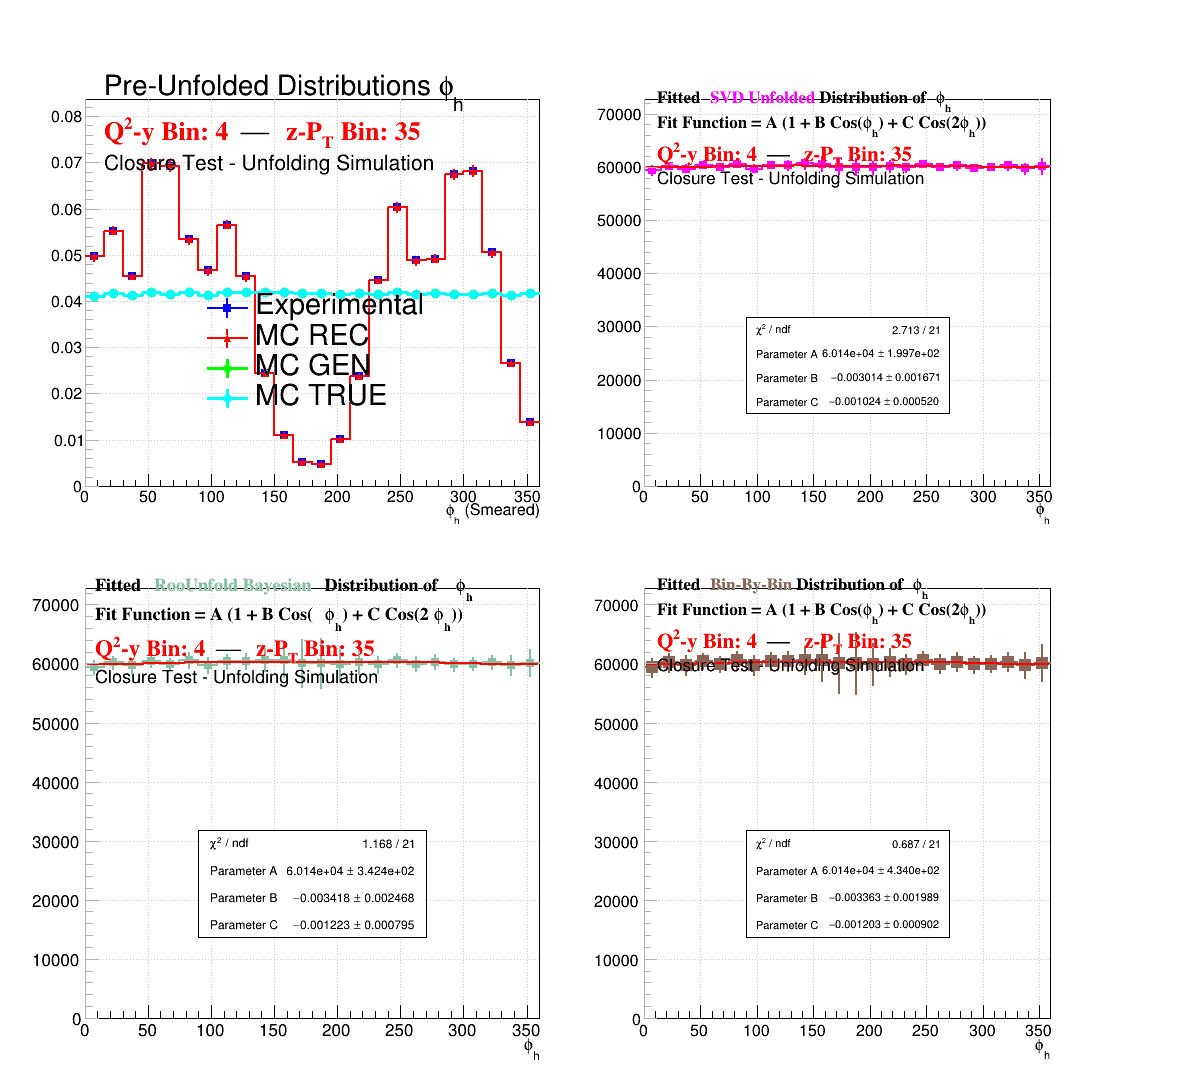 Pre-Unfolded Distributions ϕh
Q2-y Bin: 4 — z-PT Bin: 35
Closure Test - Unfolding Simulation
0.08
0.07
0.06
0.05
0.04
0.03
0.02
0.01
0
Experimental
MC REC
MC GEN
MC TRUE
0 50 100 150 200 250 300 350
ϕh (Smeared)
Fitted SVD Unfolded Distribution of ϕh
Fit Function = A (1 + B Cos(ϕh) + C Cos(2ϕh))
Q2-y Bin: 4 — z-PT Bin: 35
Closure Test - Unfolding Simulation
70000
60000
50000
40000
30000
20000
10000
0
χ2 / ndf 2.713 / 21
Parameter A 6.014e+04 ± 1.997e+02
Parameter B −0.003014 ± 0.001671
Parameter C −0.001024 ± 0.000520
0 50 100 150 200 250 300 350
ϕh
Fitted RooUnfold Bayesian Distribution of ϕh
Fit Function = A (1 + B Cos( ϕh) + C Cos(2 ϕh))
Q2-y Bin: 4 — z-PT Bin: 35
Closure Test - Unfolding Simulation
70000
60000
50000
40000
30000
20000
10000
0
χ2 / ndf 1.168 / 21
Parameter A 6.014e+04 ± 3.424e+02
Parameter B −0.003418 ± 0.002468
Parameter C −0.001223 ± 0.000795
0 50 100 150 200 250 300 350
ϕh
Fitted Bin-By-Bin Distribution of ϕh
Fit Function = A (1 + B Cos(ϕh) + C Cos(2ϕh))
Q2-y Bin: 4 — z-PT Bin: 35
Closure Test - Unfolding Simulation
70000
60000
50000
40000
30000
20000
10000
0
χ2 / ndf 0.687 / 21
Parameter A 6.014e+04 ± 4.340e+02
Parameter B −0.003363 ± 0.001989
Parameter C −0.001203 ± 0.000902
0 50 100 150 200 250 300 350
ϕh